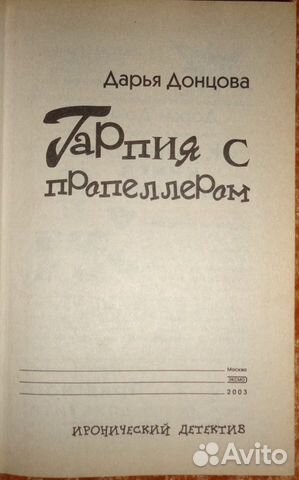 Дарья Донцова
Гарпия с
пропеллером
Москва
ЭКСМО
2003
ИРОНИЧЕСКИЙ ДЕТЕКТИВ
Avito